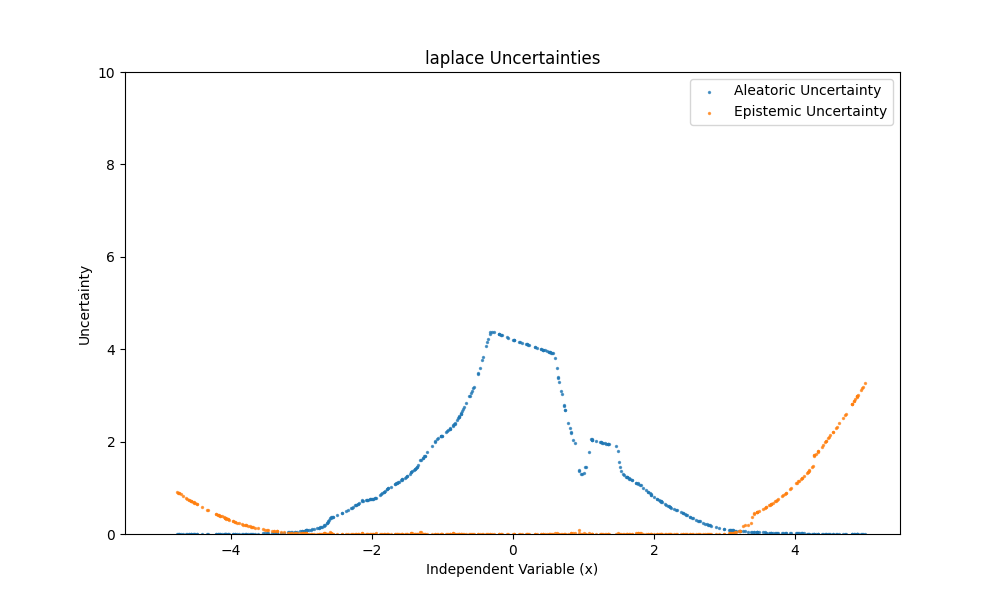 laplace Uncertainties
Aleatoric Uncertainty
Epistemic Uncertainty
Uncertainty
10
8
6
4
2
0
−4
−2
0
2
4
Independent Variable (x)